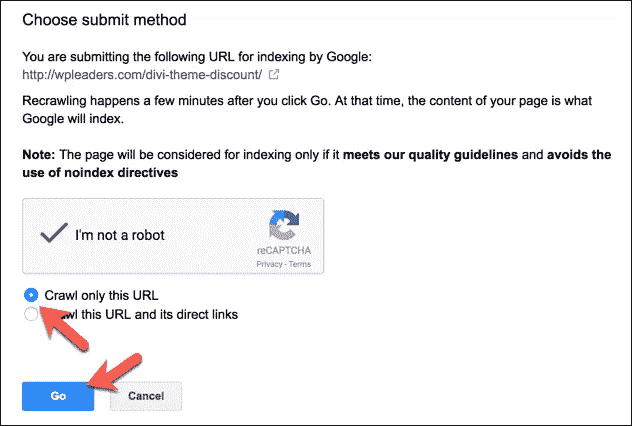 Choose submit method
You are submitting the following URL for indexing by Google:
http://wpleaders.com/divi-theme-discount/
Recrawling happens a few minutes after you click Go. At that time, the content of your page is what
Google will index.
Note: The page will be considered for indexing only if it meets our quality guidelines and avoids the
use of noindex directives
I'm not a robot
reCAPTCHA
Privacy - Terms
Crawl only this URL
this URL and its direct links
Go
Cancel